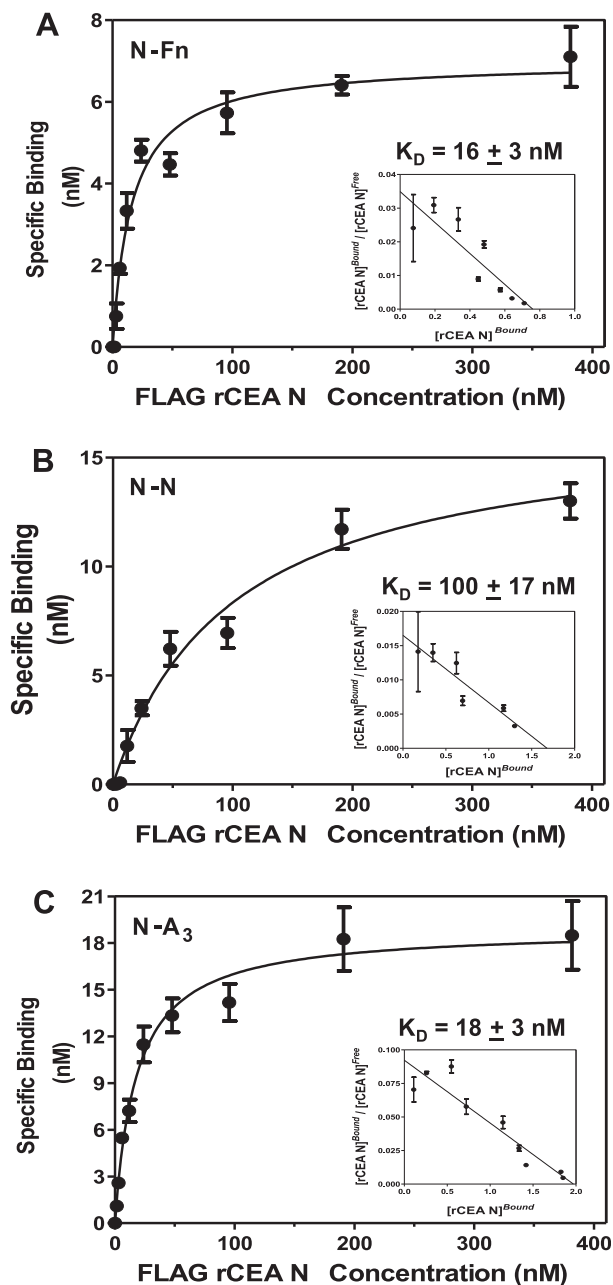 A
N-Fn
8
6
4
2
0
Specific Binding
(nM)
0 100 200 300 400
FLAG rCEA N Concentration (nM)
K_D = 16 ± 3 nM
0.04
0.03
0.02
0.01
0.00
[rCEA N]^Bound / [rCEA N]^Free
0.0 0.2 0.4 0.6 0.8 1.0
[rCEA N]^Bound
B
N-N
15
10
5
0
Specific Binding
(nM)
0 100 200 300 400
FLAG rCEA N Concentration (nM)
K_D = 100 ± 17 nM
0.020
0.015
0.010
0.005
0.000
[rCEA N]^Bound / [rCEA N]^Free
0.0 0.5 1.0 1.5 2.0
[rCEA N]^Bound
C
N-A_3
21
18
15
12
9
6
3
0
Specific Binding
(nM)
0 100 200 300 400
FLAG rCEA N Concentration (nM)
K_D = 18 ± 3 nM
0.100
0.075
0.050
0.025
0.000
[rCEA N]^Bound / [rCEA N]^Free
0.0 0.5 1.0 1.5 2.0
[rCEA N]^Bound